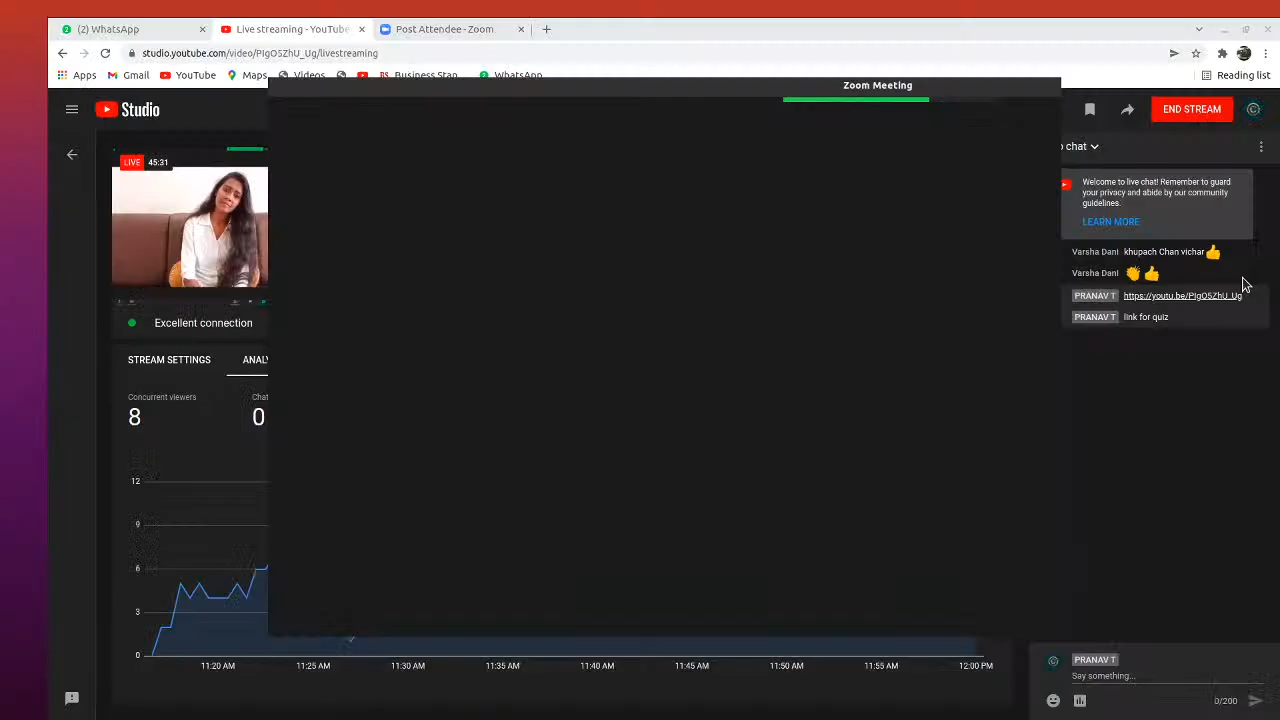 (2) WhatsApp
Live streaming - YouTube
Post Attendee - Zoom
studio.youtube.com/video/PIgO5ZhU_Ug/livestreaming
Apps
Gmail
YouTube
Maps
Videos
Business Stan
WhatsApp
Reading list
Zoom Meeting
Studio
END STREAM
chat
LIVE 45:31
Welcome to live chat! Remember to guard
your privacy and abide by our community
guidelines.
LEARN MORE
Varsha Dani khupach Chan vichar👍
Varsha Dani 👏👍
PRANAV T https://youtu.be/PIgO5ZhU_Ug
PRANAV T link for quiz
Excellent connection
STREAM SETTINGS
ANALY
Concurrent viewers
8
Chat
0
12
9
6
3
0
11:20 AM
11:25 AM
11:30 AM
11:35 AM
11:40 AM
11:45 AM
11:50 AM
11:55 AM
12:00 PM
PRANAV T
Say something...
0/200